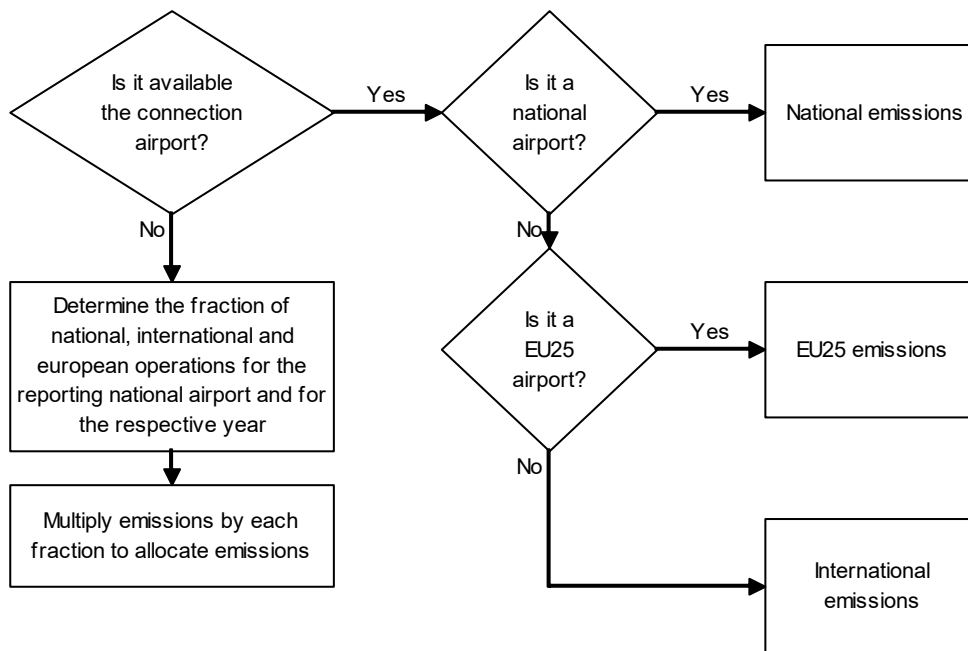 Is it available
the connection
airport?
Yes
Is it a
national
airport?
Yes
National emissions
No
No
Determine the fraction of
national, international and
european operations for the
reporting national airport and for
the respective year
Is it a
EU25
airport?
Yes
EU25 emissions
No
Multiply emissions by each
fraction to allocate emissions
International
emissions